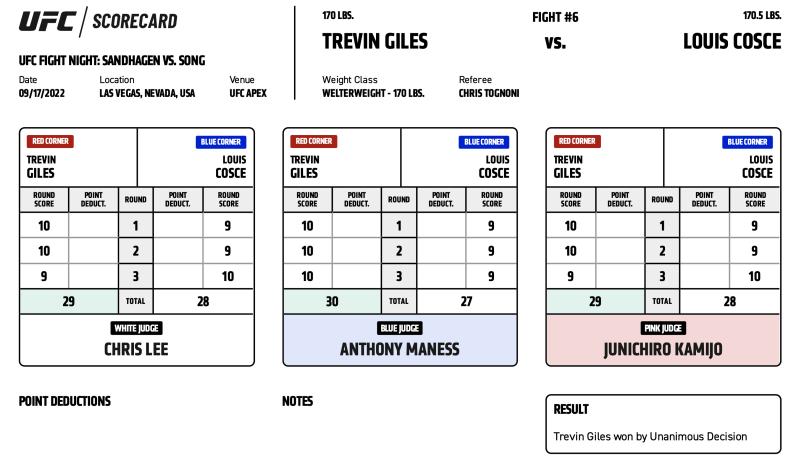 UFC SCORECARD
UFC FIGHT NIGHT: SANDHAGEN VS. SONG
Date Location Venue
09/17/2022 LAS VEGAS, NEVADA, USA UFC APEX
170 LBS. FIGHT #6 170.5 LBS.
TREVIN GILES vs. LOUIS COSCE
Weight Class Referee
WELTERWEIGHT - 170 LBS. CHRIS TOGNONI
RED CORNER BLUE CORNER
TREVIN GILES LOUIS COSCE
ROUND SCORE POINT DEDUCT. ROUND POINT DEDUCT. ROUND SCORE
10 1 9
10 2 9
9 3 10
29 TOTAL 28
WHITE JUDGE
CHRIS LEE
RED CORNER BLUE CORNER
TREVIN GILES LOUIS COSCE
ROUND SCORE POINT DEDUCT. ROUND POINT DEDUCT. ROUND SCORE
10 1 9
10 2 9
10 3 9
30 TOTAL 27
BLUE JUDGE
ANTHONY MANESS
RED CORNER BLUE CORNER
TREVIN GILES LOUIS COSCE
ROUND SCORE POINT DEDUCT. ROUND POINT DEDUCT. ROUND SCORE
10 1 9
10 2 9
9 3 10
29 TOTAL 28
PINK JUDGE
JUNICHIRO KAMIJO
POINT DEDUCTIONS
NOTES
RESULT
Trevin Giles won by Unanimous Decision